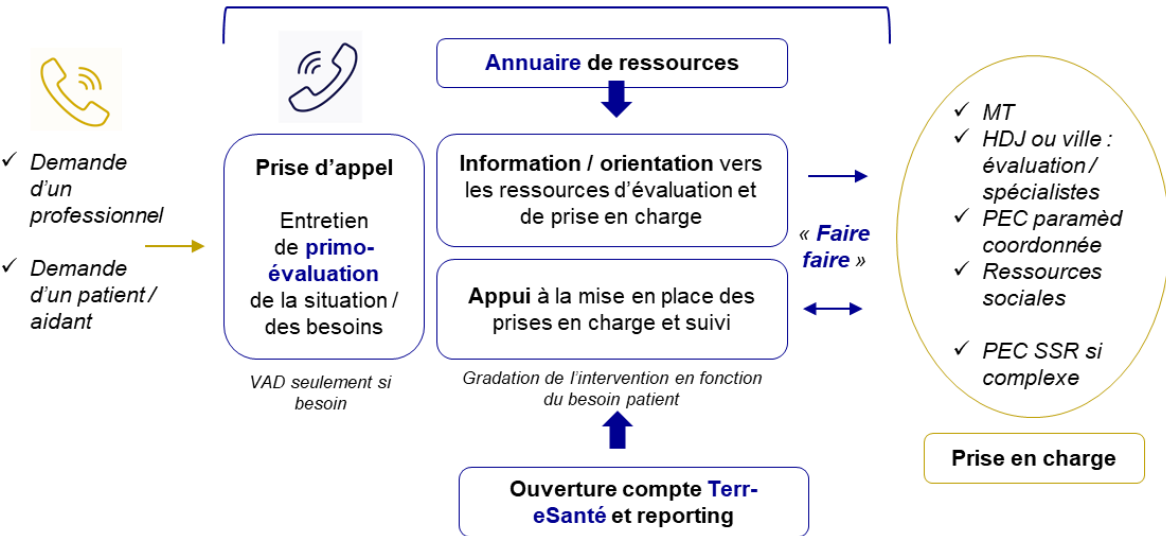 ✓ Demande
d'un
professionnel
✓ Demande
d'un patient /
aidant
Prise d'appel
Entretien
de primo-
évaluation
de la situation /
des besoins
VAD seulement si
besoin
Annuaire de ressources
Information / orientation vers
les ressources d'évaluation et
de prise en charge
Appui à la mise en place des
prises en charge et suivi
Gradation de l'intervention en fonction
du besoin patient
Ouverture compte Terr-
eSanté et reporting
« Faire
faire »
✓ MT
✓ HDJ ou ville :
évaluation /
spécialistes
✓ PEC paramèd
coordonnée
✓ Ressources
sociales
✓ PEC SSR si
complexe
Prise en charge